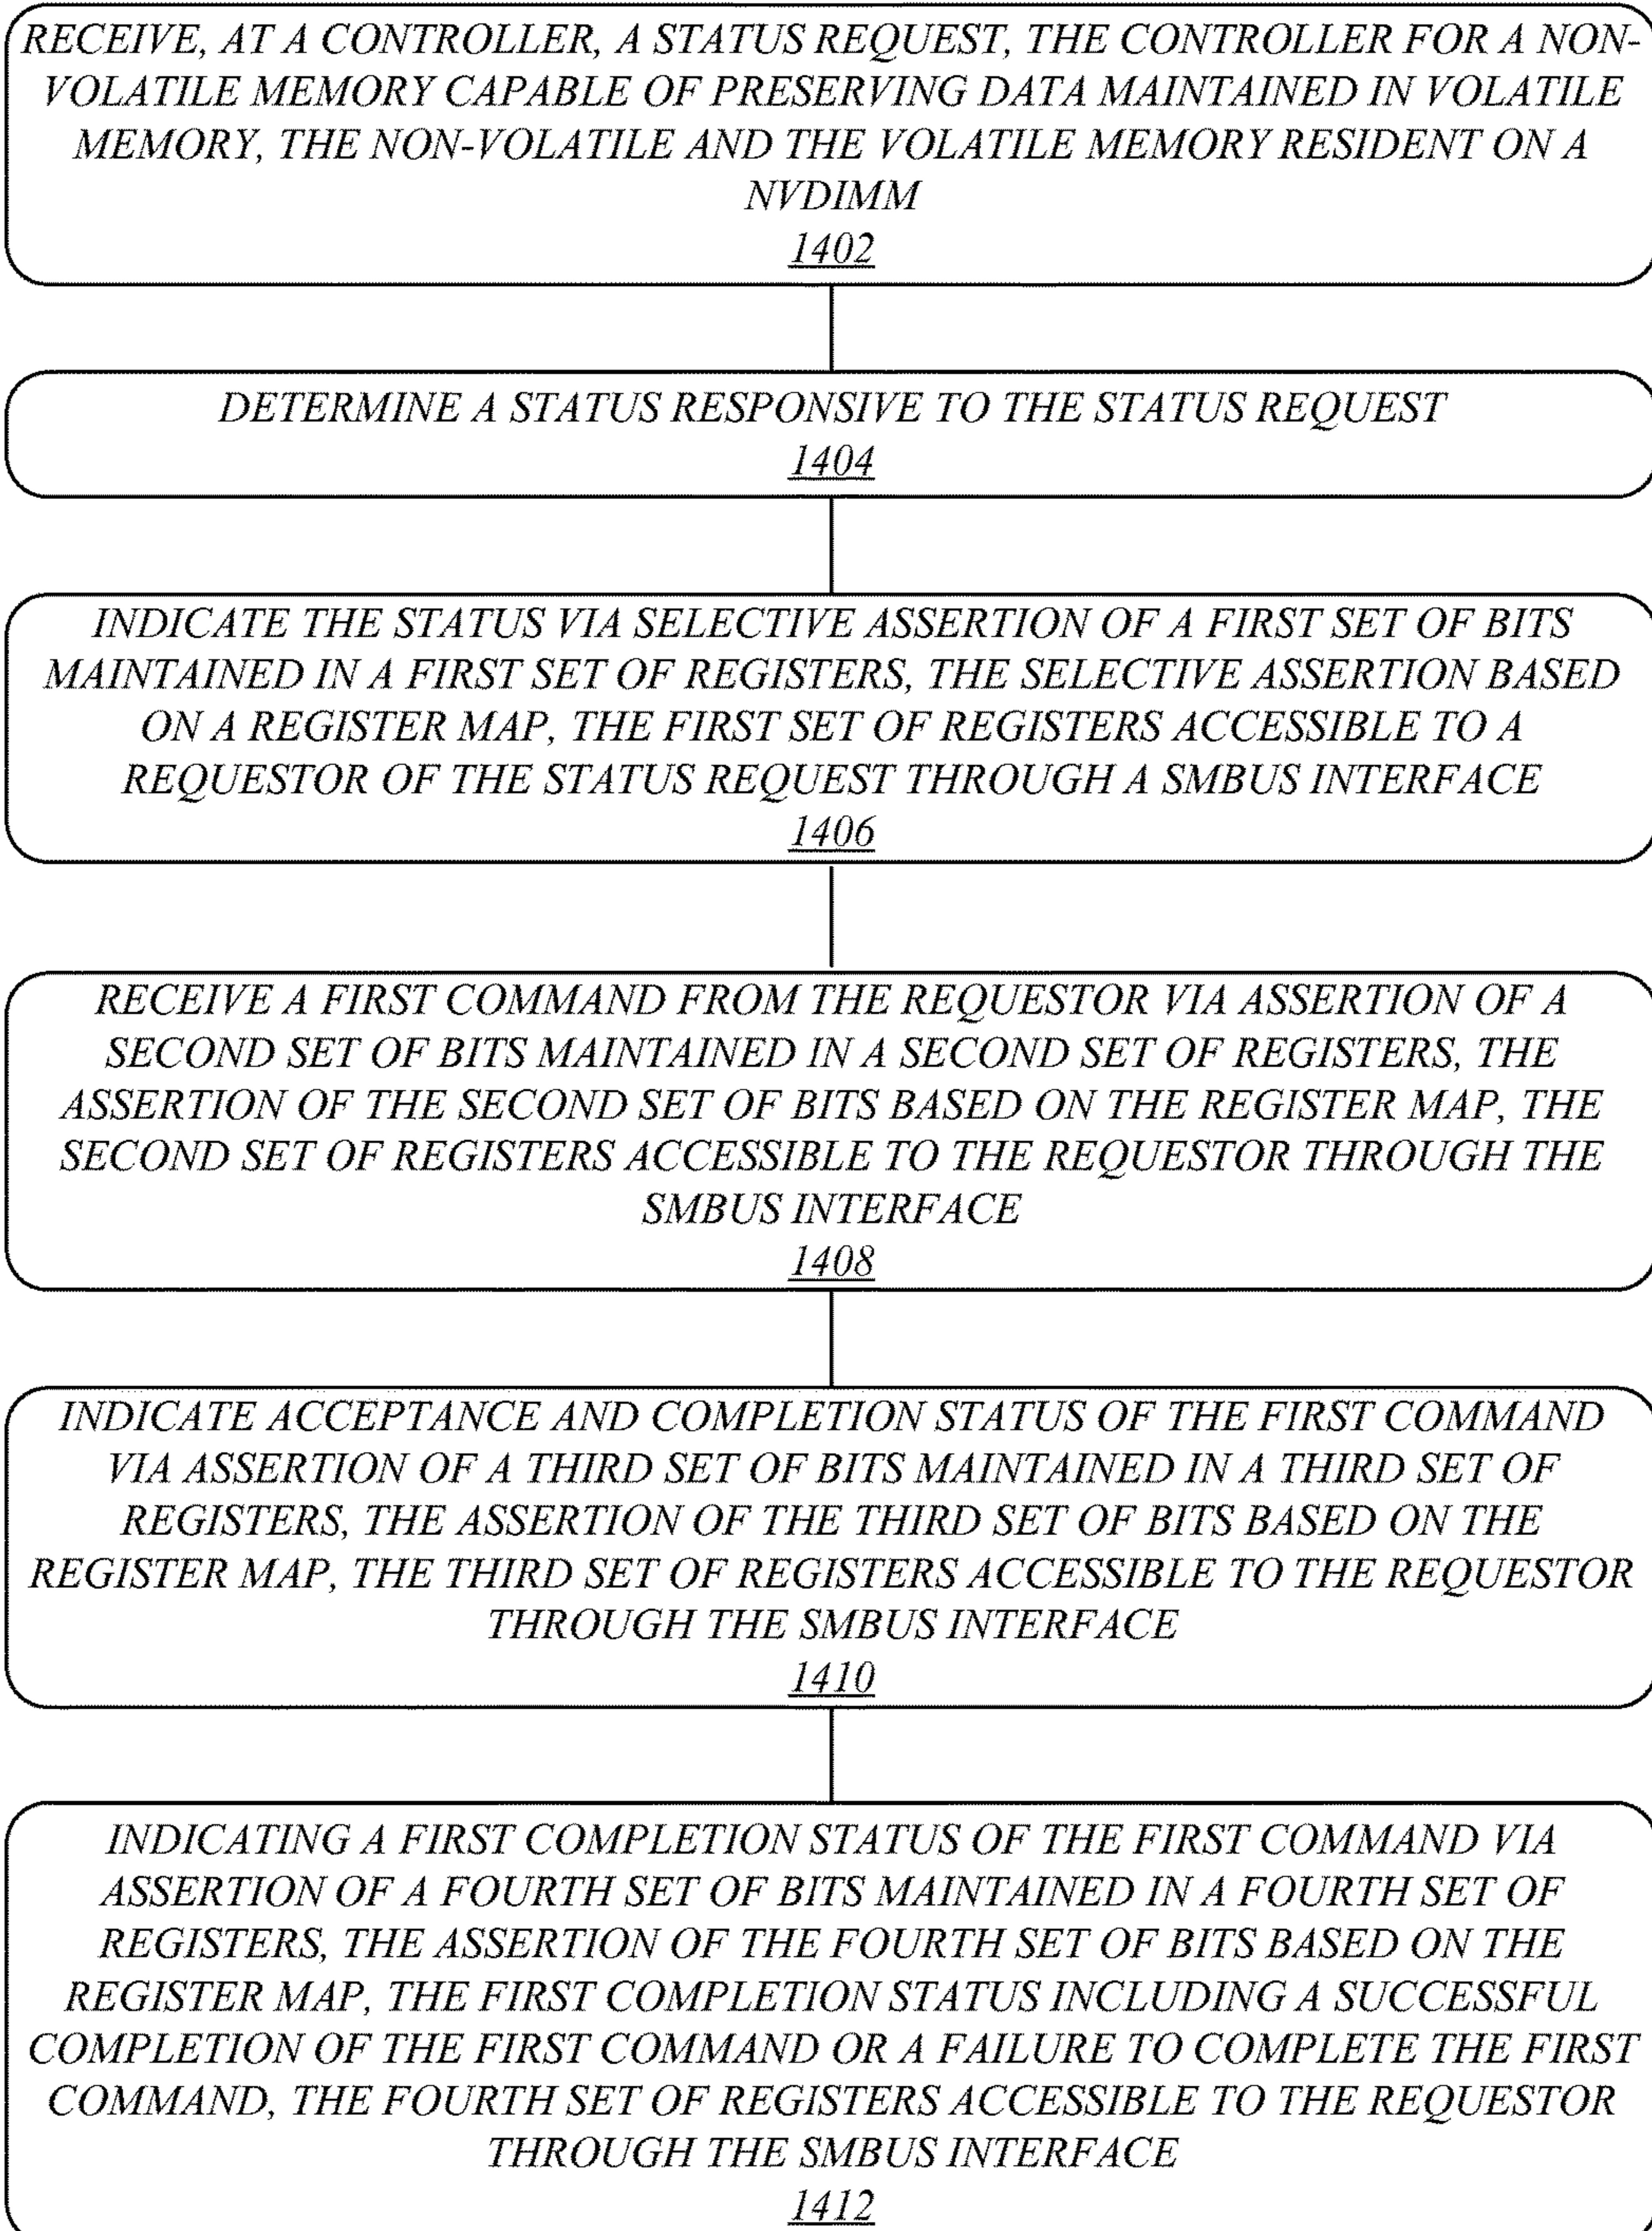 RECEIVE, AT A CONTROLLER, A STATUS REQUEST, THE CONTROLLER FOR A NON-
VOLATILE MEMORY CAPABLE OF PRESERVING DATA MAINTAINED IN VOLATILE
MEMORY, THE NON-VOLATILE AND THE VOLATILE MEMORY RESIDENT ON A
NVDIMM
1402
DETERMINE A STATUS RESPONSIVE TO THE STATUS REQUEST
1404
INDICATE THE STATUS VIA SELECTIVE ASSERTION OF A FIRST SET OF BITS
MAINTAINED IN A FIRST SET OF REGISTERS, THE SELECTIVE ASSERTION BASED
ON A REGISTER MAP, THE FIRST SET OF REGISTERS ACCESSIBLE TO A
REQUESTOR OF THE STATUS REQUEST THROUGH A SMBUS INTERFACE
1406
RECEIVE A FIRST COMMAND FROM THE REQUESTOR VIA ASSERTION OF A
SECOND SET OF BITS MAINTAINED IN A SECOND SET OF REGISTERS, THE
ASSERTION OF THE SECOND SET OF BITS BASED ON THE REGISTER MAP, THE
SECOND SET OF REGISTERS ACCESSIBLE TO THE REQUESTOR THROUGH THE
SMBUS INTERFACE
1408
INDICATE ACCEPTANCE AND COMPLETION STATUS OF THE FIRST COMMAND
VIA ASSERTION OF A THIRD SET OF BITS MAINTAINED IN A THIRD SET OF
REGISTERS, THE ASSERTION OF THE THIRD SET OF BITS BASED ON THE
REGISTER MAP, THE THIRD SET OF REGISTERS ACCESSIBLE TO THE REQUESTOR
THROUGH THE SMBUS INTERFACE
1410
INDICATING A FIRST COMPLETION STATUS OF THE FIRST COMMAND VIA
ASSERTION OF A FOURTH SET OF BITS MAINTAINED IN A FOURTH SET OF
REGISTERS, THE ASSERTION OF THE FOURTH SET OF BITS BASED ON THE
REGISTER MAP, THE FIRST COMPLETION STATUS INCLUDING A SUCCESSFUL
COMPLETION OF THE FIRST COMMAND OR A FAILURE TO COMPLETE THE FIRST
COMMAND, THE FOURTH SET OF REGISTERS ACCESSIBLE TO THE REQUESTOR
THROUGH THE SMBUS INTERFACE
1412